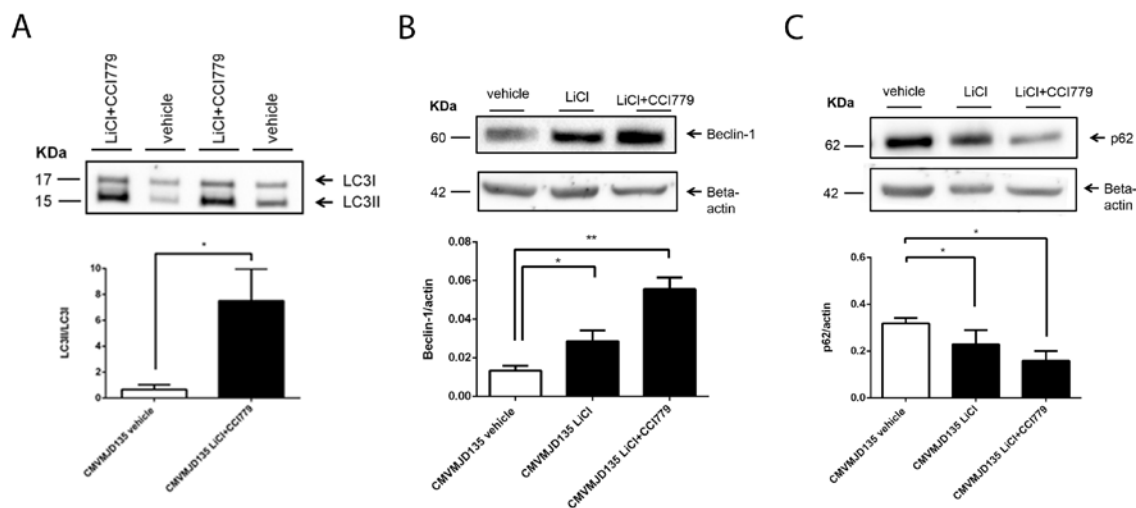 A
LiCl+CCI779
vehicle
LiCl+CCI779
vehicle
KDa
17
15
LC3I
LC3II
*
10
8
6
4
2
0
LC3II/LC3I
CMVMJD135 vehicle
CMVMJD135 LiCl+CCI779
B
vehicle
LiCl
LiCl+CCI779
KDa
60
Beclin-1
42
Beta-
actin
**
*
0.08
0.06
0.04
0.02
0.00
Beclin-1/actin
CMVMJD135 vehicle
CMVMJD135 LiCl
CMVMJD135 LiCl+CCI779
C
vehicle
LiCl
LiCl+CCI779
KDa
62
p62
42
Beta-
actin
*
*
0.6
0.4
0.2
0.0
p62/actin
CMVMJD135 vehicle
CMVMJD135 LiCl
CMVMJD135 LiCl+CCI779